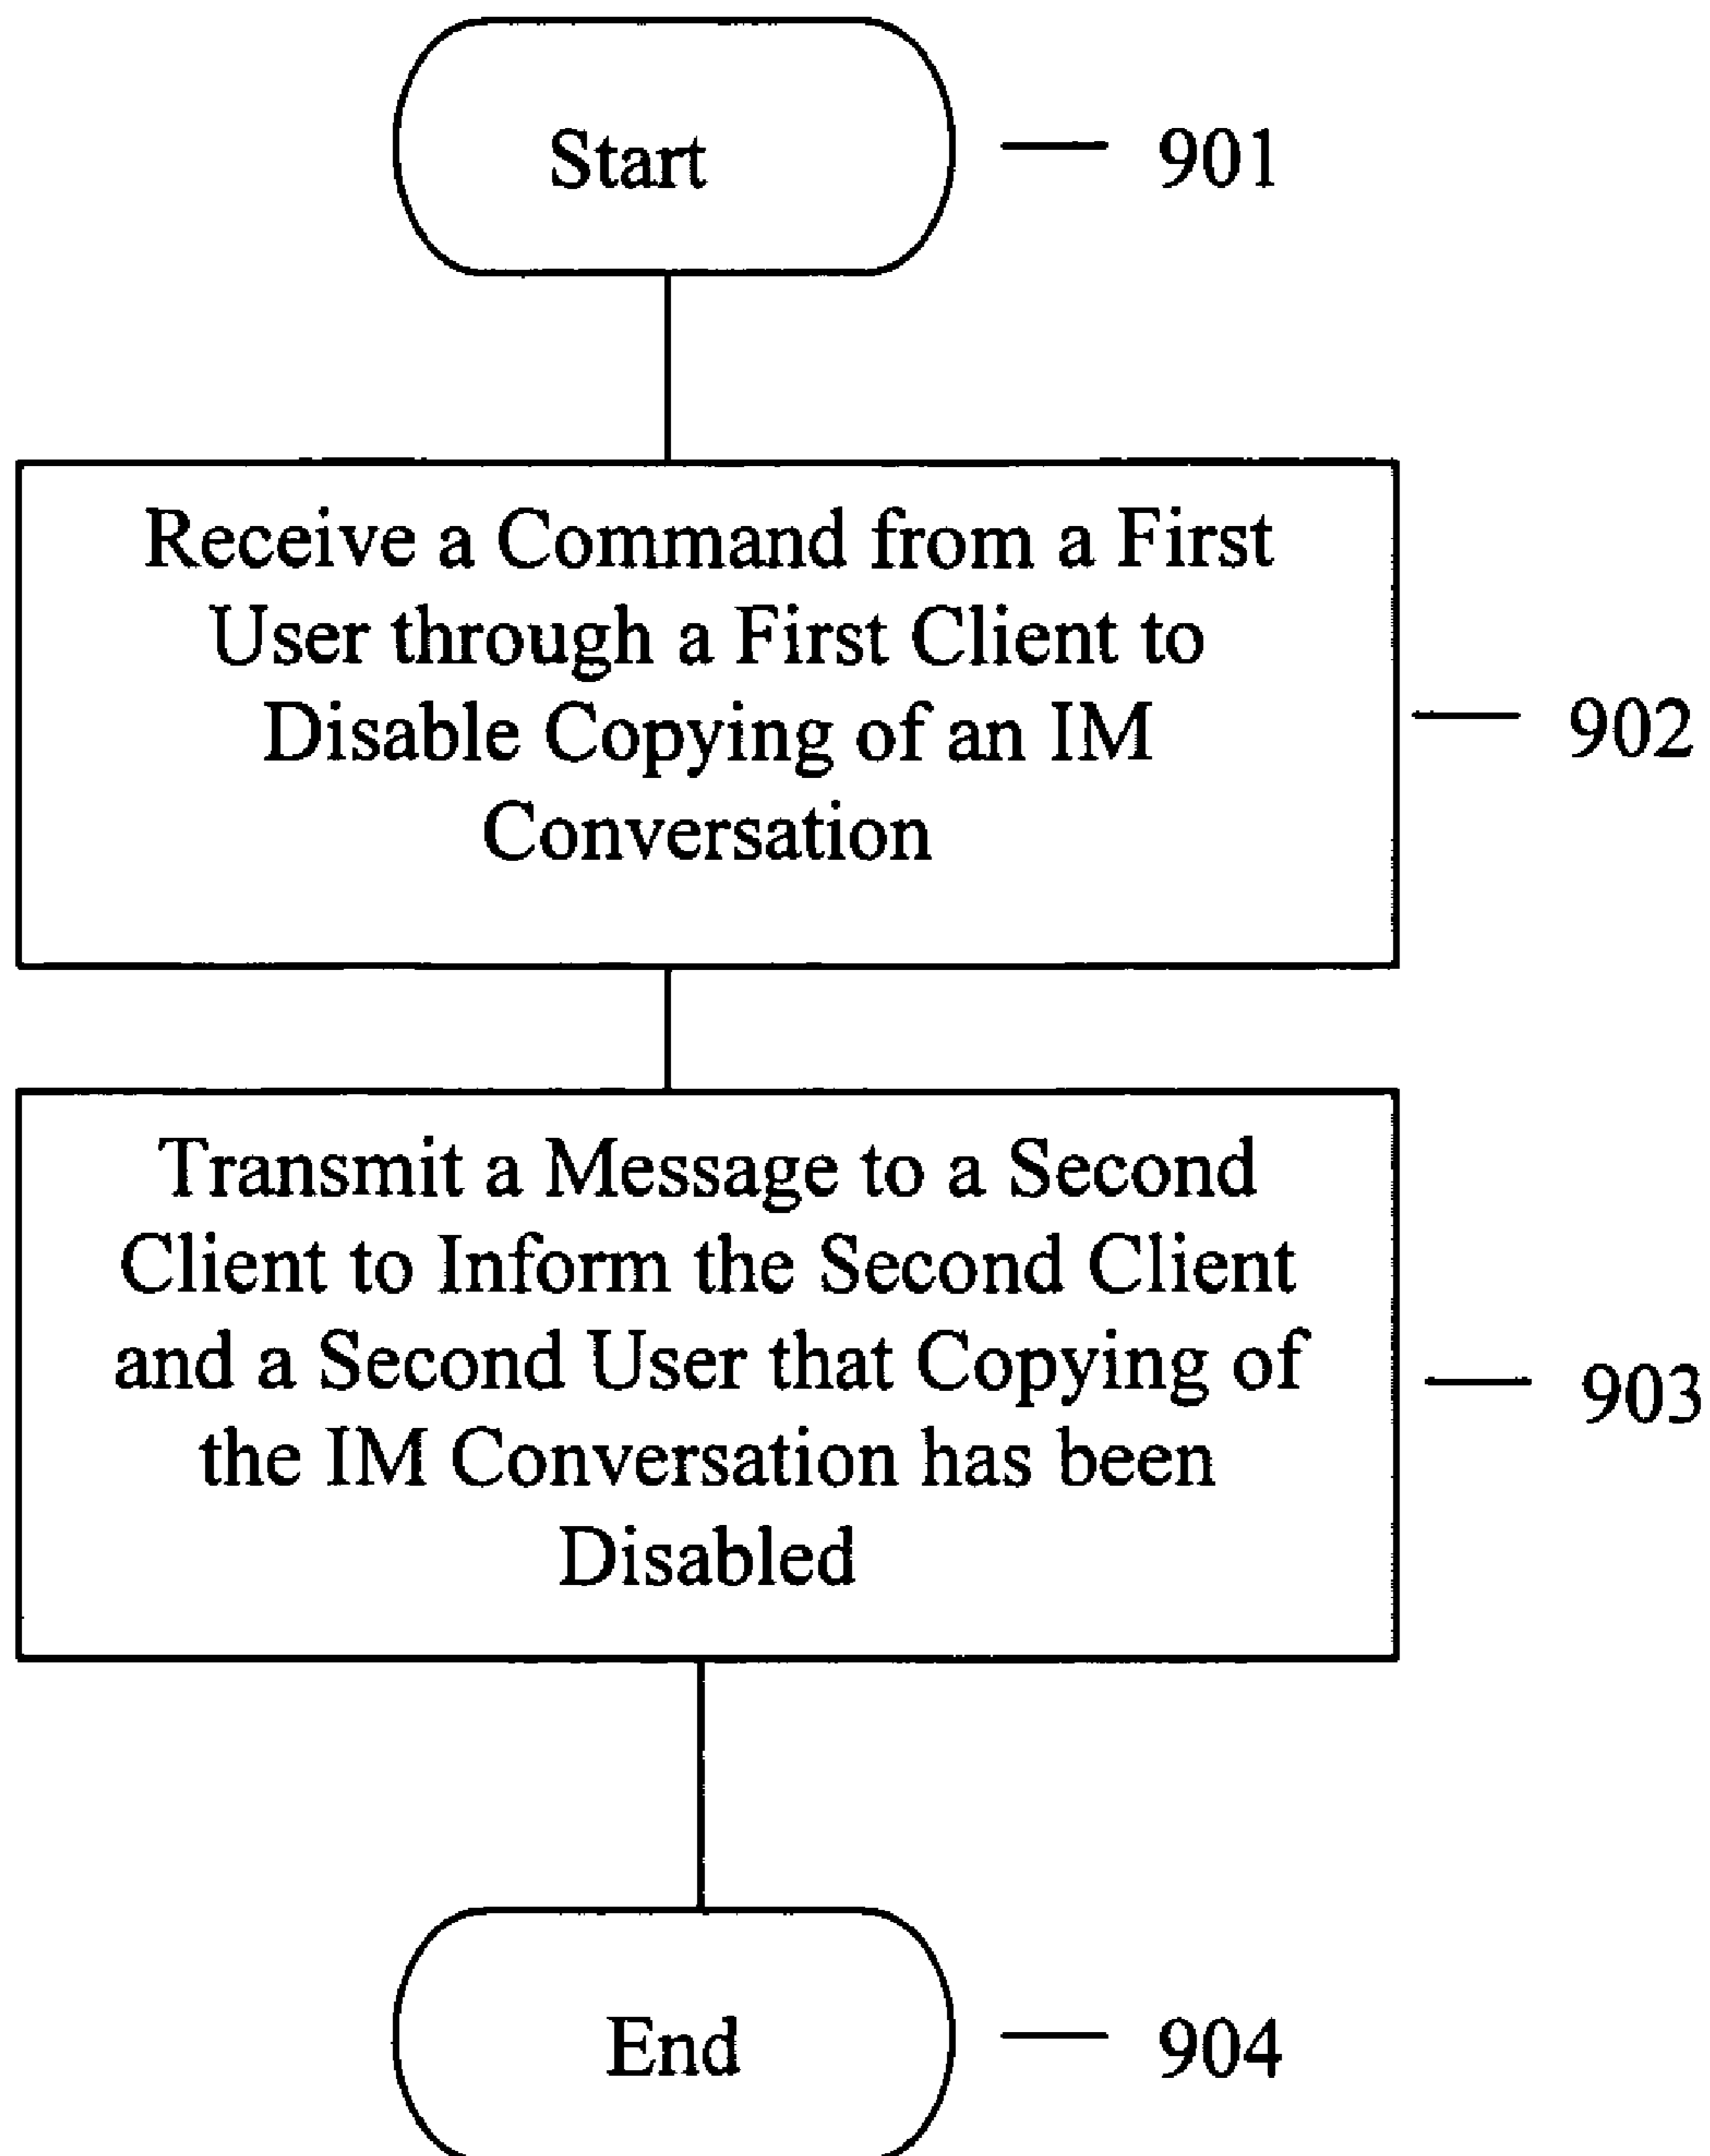 Start
901
Receive a Command from a First
User through a First Client to
Disable Copying of an IM
Conversation
902
Transmit a Message to a Second
Client to Inform the Second Client
and a Second User that Copying of
the IM Conversation has been
Disabled
903
End
904